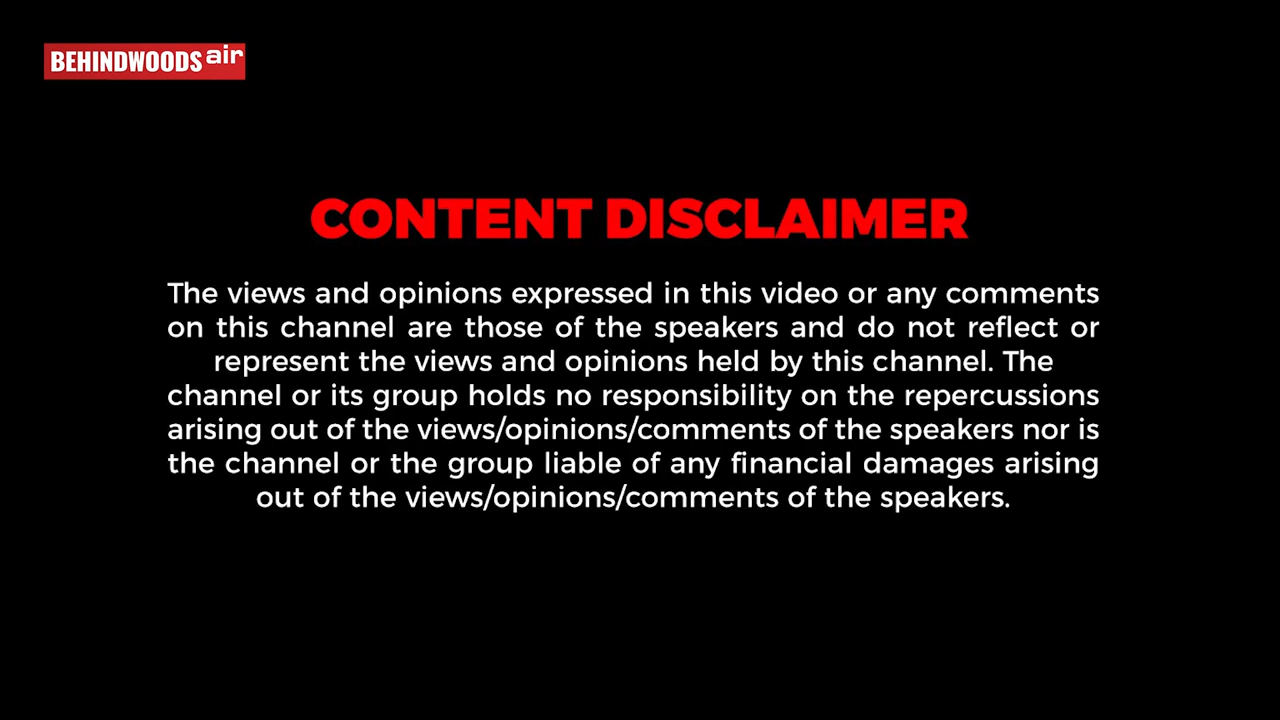 BEHINDWOODS air
CONTENT DISCLAIMER
The views and opinions expressed in this video or any comments
on this channel are those of the speakers and do not reflect or
represent the views and opinions held by this channel. The
channel or its group holds no responsibility on the repercussions
arising out of the views/opinions/comments of the speakers nor is
the channel or the group liable of any financial damages arising
out of the views/opinions/comments of the speakers.